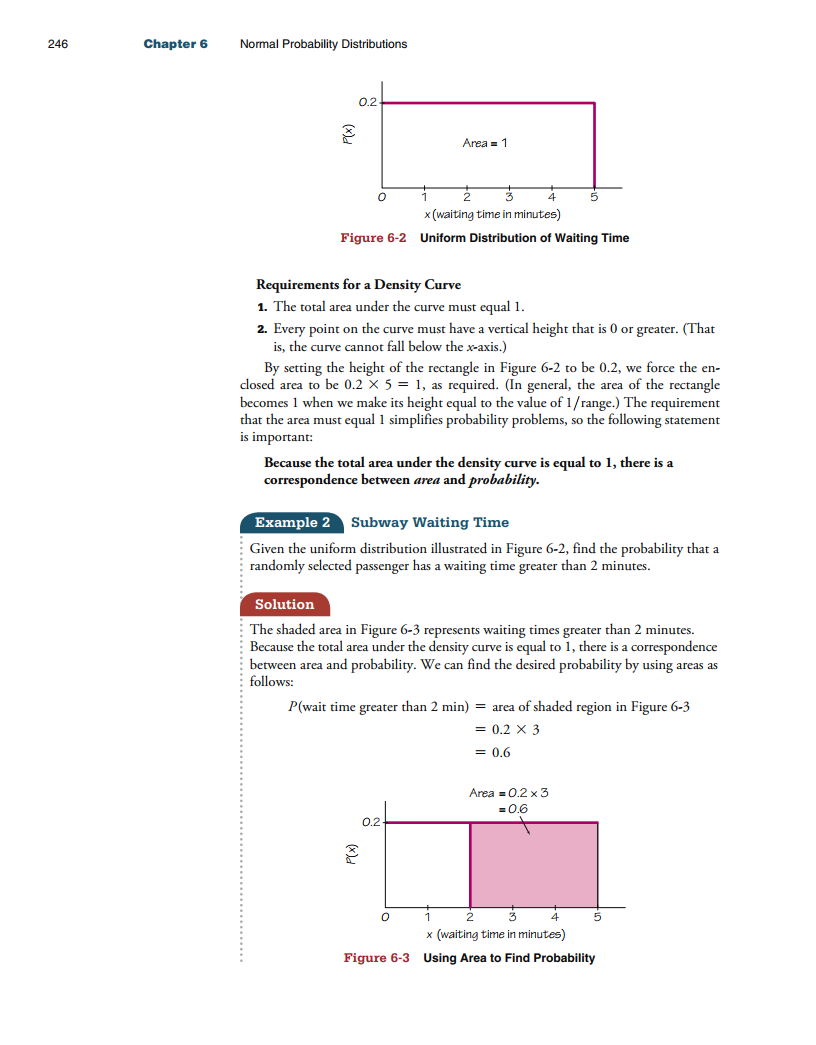 246 Chapter 6 Normal Probability Distributions
0.2
P(x)
Area = 1
0 1 2 3 4 5
x (waiting time in minutes)
Figure 6-2 Uniform Distribution of Waiting Time
Requirements for a Density Curve
1. The total area under the curve must equal 1.
2. Every point on the curve must have a vertical height that is 0 or greater. (That
is, the curve cannot fall below the x-axis.)
By setting the height of the rectangle in Figure 6-2 to be 0.2, we force the en-
closed area to be 0.2 × 5 = 1, as required. (In general, the area of the rectangle
becomes 1 when we make its height equal to the value of 1/range.) The requirement
that the area must equal 1 simplifies probability problems, so the following statement
is important:
Because the total area under the density curve is equal to 1, there is a
correspondence between area and probability.
Example 2 Subway Waiting Time
Given the uniform distribution illustrated in Figure 6-2, find the probability that a
randomly selected passenger has a waiting time greater than 2 minutes.
Solution
The shaded area in Figure 6-3 represents waiting times greater than 2 minutes.
Because the total area under the density curve is equal to 1, there is a correspondence
between area and probability. We can find the desired probability by using areas as
follows:
P(wait time greater than 2 min) = area of shaded region in Figure 6-3
= 0.2 × 3
= 0.6
Area = 0.2 x 3
= 0.6
0.2
P(x)
0 1 2 3 4 5
x (waiting time in minutes)
Figure 6-3 Using Area to Find Probability